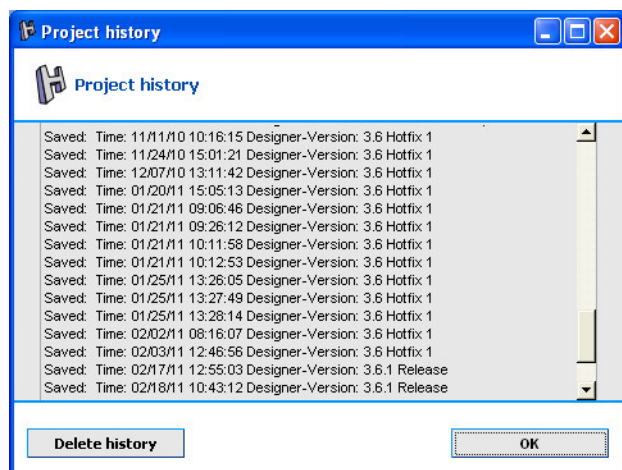 Project history
Project history
Saved: Time: 11/11/10 10:16:15 Designer-Version: 3.6 Hotfix 1
Saved: Time: 11/24/10 15:01:21 Designer-Version: 3.6 Hotfix 1
Saved: Time: 12/07/10 13:11:42 Designer-Version: 3.6 Hotfix 1
Saved: Time: 01/20/11 15:05:13 Designer-Version: 3.6 Hotfix 1
Saved: Time: 01/21/11 09:06:46 Designer-Version: 3.6 Hotfix 1
Saved: Time: 01/21/11 09:26:12 Designer-Version: 3.6 Hotfix 1
Saved: Time: 01/21/11 10:11:58 Designer-Version: 3.6 Hotfix 1
Saved: Time: 01/21/11 10:12:53 Designer-Version: 3.6 Hotfix 1
Saved: Time: 01/25/11 13:26:05 Designer-Version: 3.6 Hotfix 1
Saved: Time: 01/25/11 13:27:49 Designer-Version: 3.6 Hotfix 1
Saved: Time: 01/25/11 13:28:14 Designer-Version: 3.6 Hotfix 1
Saved: Time: 02/02/11 08:16:07 Designer-Version: 3.6 Hotfix 1
Saved: Time: 02/03/11 12:46:56 Designer-Version: 3.6 Hotfix 1
Saved: Time: 02/17/11 12:55:03 Designer-Version: 3.6.1 Release
Saved: Time: 02/18/11 10:43:12 Designer-Version: 3.6.1 Release
Delete history
OK